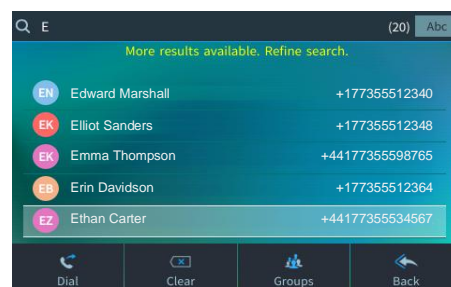 E (20) Abc
More results available. Refine search.
EN Edward Marshall +177355512340
EK Elliot Sanders +177355512348
EK Emma Thompson +44177355598765
EB Erin Davidson +177355512364
EZ Ethan Carter +44177355534567
Dial Clear Groups Back